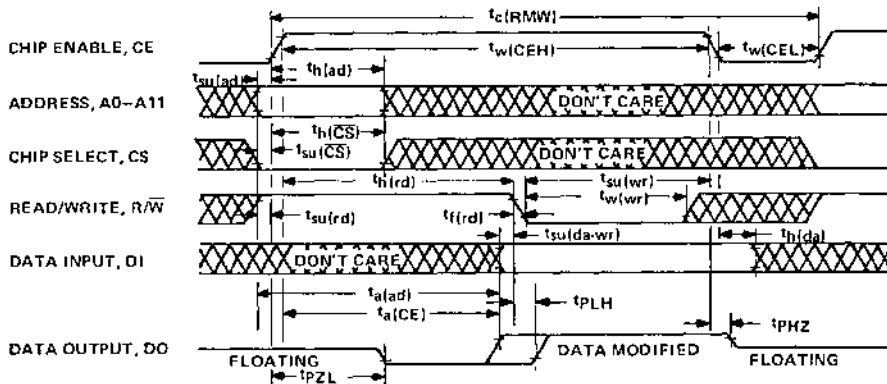 tc(RMW)
CHIP ENABLE, CE
tw(CEH)
tw(CEL)
tsu(ad)
th(ad)
ADDRESS, A0–A11
DON'T CARE
th(C̅S̅)
CHIP SELECT, CS
tsu(C̅S̅)
DON'T CARE
th(rd)
tsu(wr)
tw(wr)
READ/WRITE, R/W̅
tsu(rd)
tf(rd)
tsu(da-wr)
th(da)
DATA INPUT, DI
DON'T CARE
ta(ad)
ta(CE)
tPLH
tPHZ
DATA OUTPUT, DO
FLOATING
DATA MODIFIED
FLOATING
tPZL